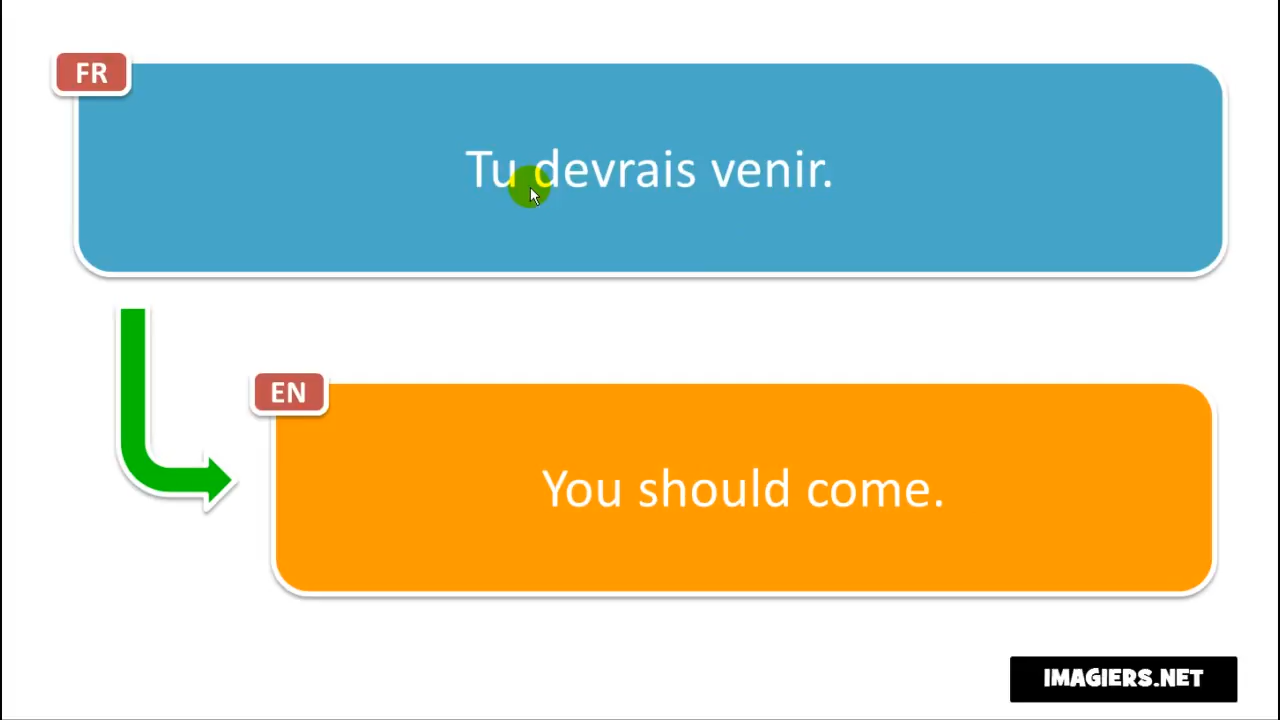 FR
Tu devrais venir.
EN
You should come.
IMAGIERS.NET